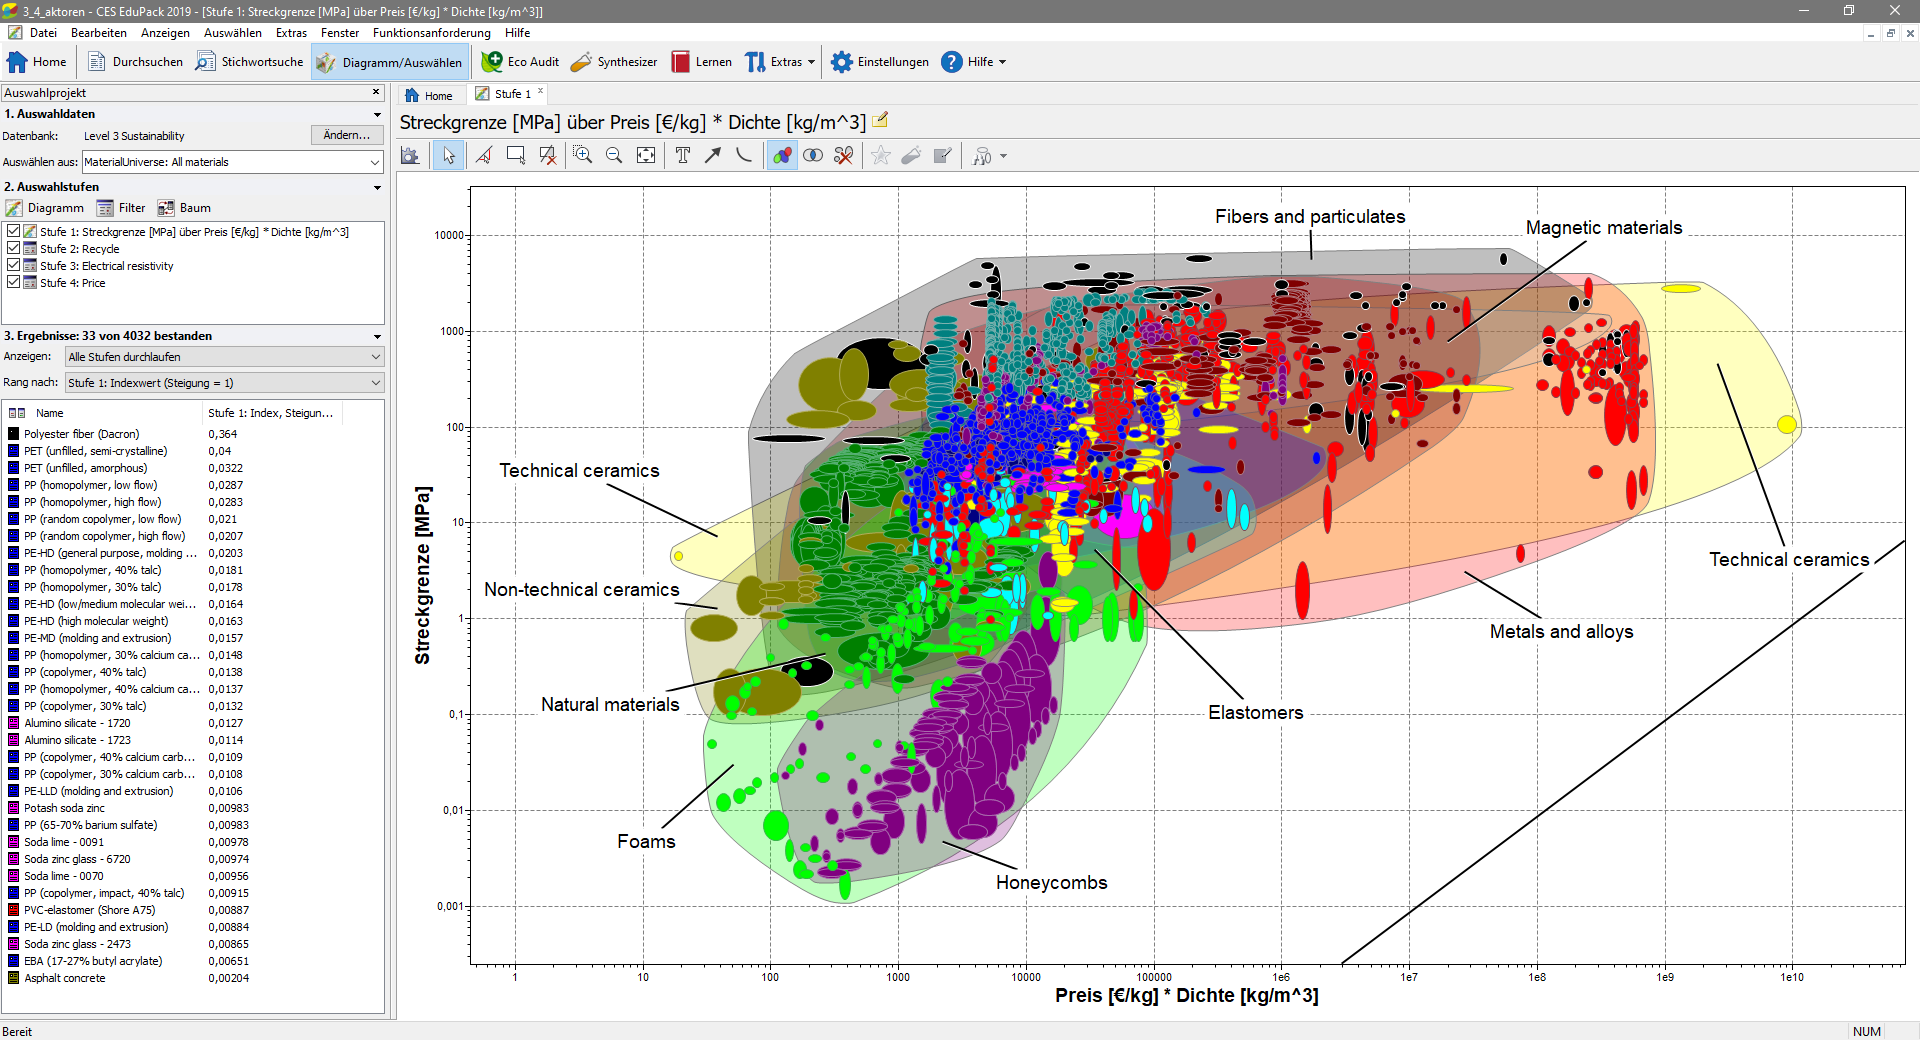 3_4_aktoren - CES EduPack 2019 - [Stufe 1: Streckgrenze [MPa] über Preis [€/kg] * Dichte [kg/m^3]]
Datei Bearbeiten Anzeigen Auswählen Extras Fenster Funktionsanforderung Hilfe
Home Durchsuchen Stichwortsuche Diagramm/Auswählen Eco Audit Synthesizer Lernen Extras Einstellungen Hilfe
Auswahlprojekt
1. Auswahldaten
Datenbank: Level 3 Sustainability Ändern...
Auswählen aus: MaterialUniverse: All materials
2. Auswahlstufen
Diagramm Filter Baum
Stufe 1: Streckgrenze [MPa] über Preis [€/kg] * Dichte [kg/m^3]
Stufe 2: Recycle
Stufe 3: Electrical resistivity
Stufe 4: Price
3. Ergebnisse: 33 von 4032 bestanden
Anzeigen: Alle Stufen durchlaufen
Rang nach: Stufe 1: Indexwert (Steigung = 1)
Name Stufe 1: Index, Steigun...
Polyester fiber (Dacron) 0,364
PET (unfilled, semi-crystalline) 0,04
PET (unfilled, amorphous) 0,0322
PP (homopolymer, low flow) 0,0287
PP (homopolymer, high flow) 0,0283
PP (random copolymer, low flow) 0,021
PP (random copolymer, high flow) 0,0207
PE-HD (general purpose, molding ... 0,0203
PP (homopolymer, 40% talc) 0,0181
PP (homopolymer, 30% talc) 0,0178
PE-HD (low/medium molecular wei... 0,0164
PE-HD (high molecular weight) 0,0163
PE-MD (molding and extrusion) 0,0157
PP (homopolymer, 30% calcium ca... 0,0148
PP (copolymer, 40% talc) 0,0138
PP (homopolymer, 40% calcium ca... 0,0137
PP (copolymer, 30% talc) 0,0132
Alumino silicate - 1720 0,0127
Alumino silicate - 1723 0,0114
PP (copolymer, 40% calcium carb... 0,0109
PP (copolymer, 30% calcium carb... 0,0108
PE-LLD (molding and extrusion) 0,0106
Potash soda zinc 0,00983
PP (65-70% barium sulfate) 0,00983
Soda lime - 0091 0,00978
Soda zinc glass - 6720 0,00974
Soda lime - 0070 0,00956
PP (copolymer, impact, 40% talc) 0,00915
PVC-elastomer (Shore A75) 0,00887
PE-LD (molding and extrusion) 0,00884
Soda zinc glass - 2473 0,00865
EBA (17-27% butyl acrylate) 0,00651
Asphalt concrete 0,00204
Home Stufe 1
Streckgrenze [MPa] über Preis [€/kg] * Dichte [kg/m^3]
Streckgrenze [MPa]
10000
1000
100
10
1
0,1
0,01
0,001
Fibers and particulates
Magnetic materials
Technical ceramics
Technical ceramics
Non-technical ceramics
Metals and alloys
Natural materials
Elastomers
Foams
Honeycombs
1 10 100 1000 10000 100000 1e6 1e7 1e8 1e9 1e10
Preis [€/kg] * Dichte [kg/m^3]
Bereit NUM